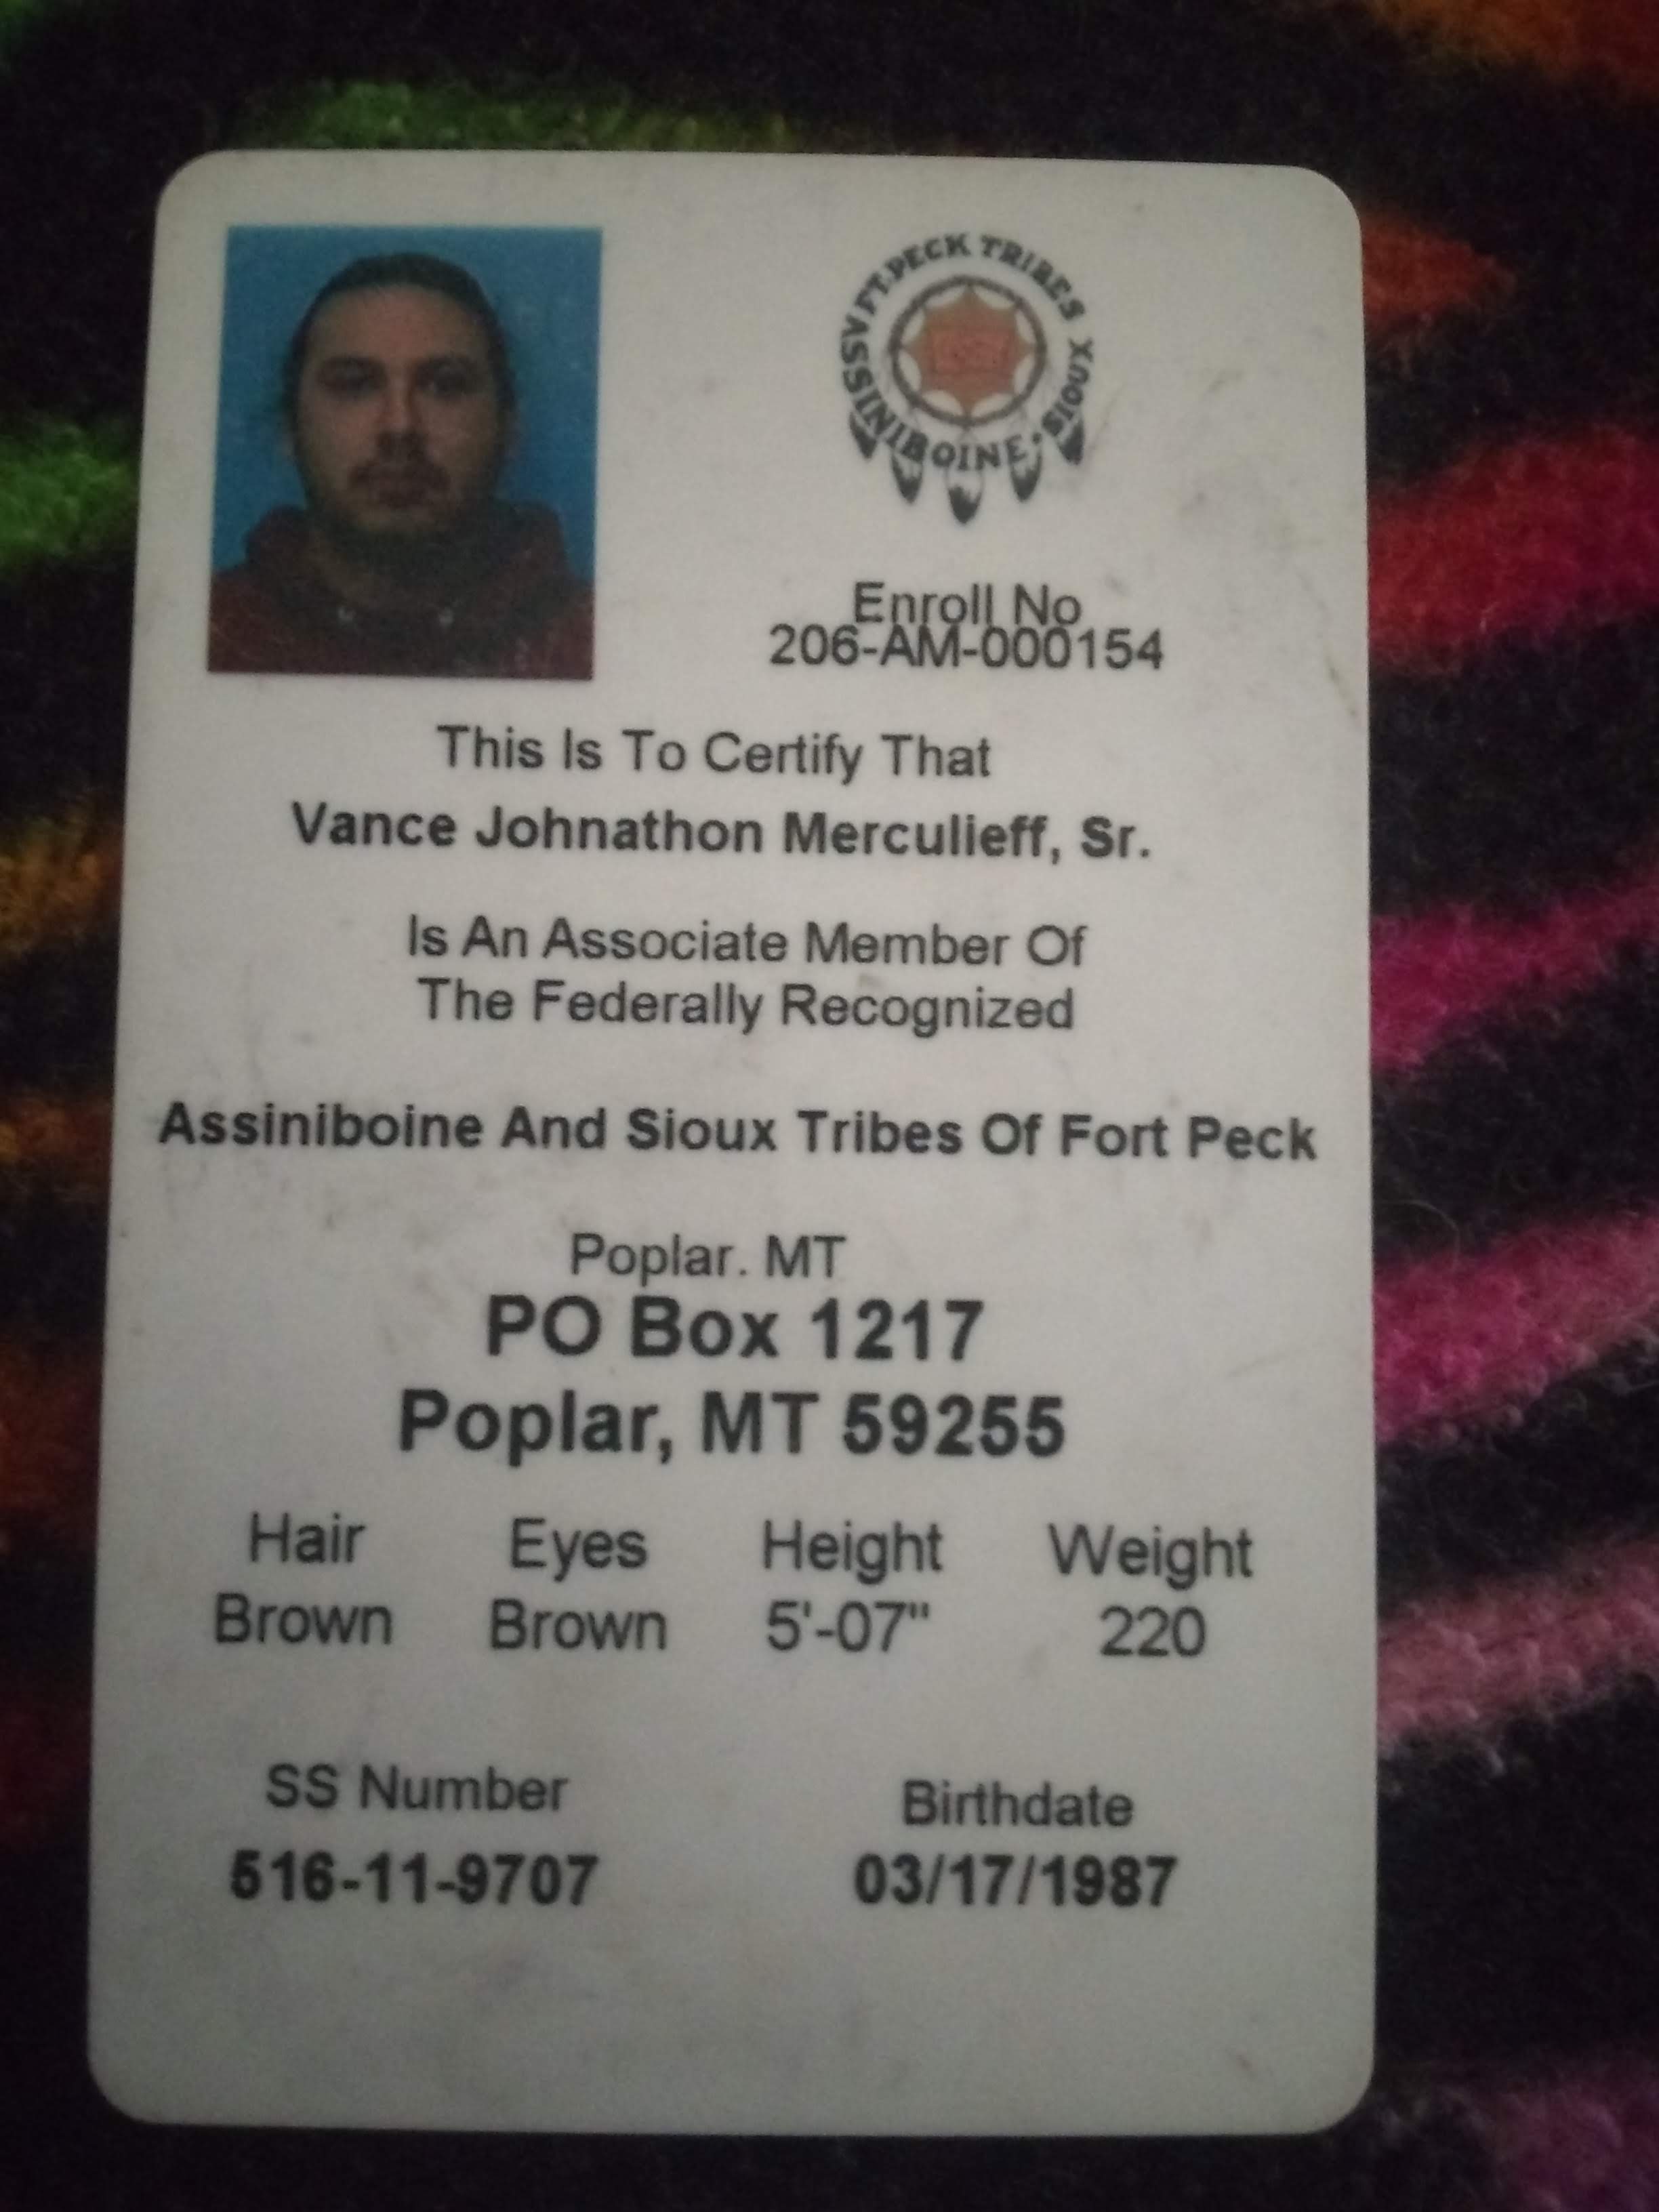 FT. PECK TRIBES
ASSINIBOINE • SIOUX
Enroll No
206-AM-000154
This Is To Certify That
Vance Johnathon Merculieff, Sr.
Is An Associate Member Of
The Federally Recognized
Assiniboine And Sioux Tribes Of Fort Peck
Poplar. MT
PO Box 1217
Poplar, MT 59255
Hair Eyes Height Weight
Brown Brown 5'-07" 220
SS Number Birthdate
516-11-9707 03/17/1987